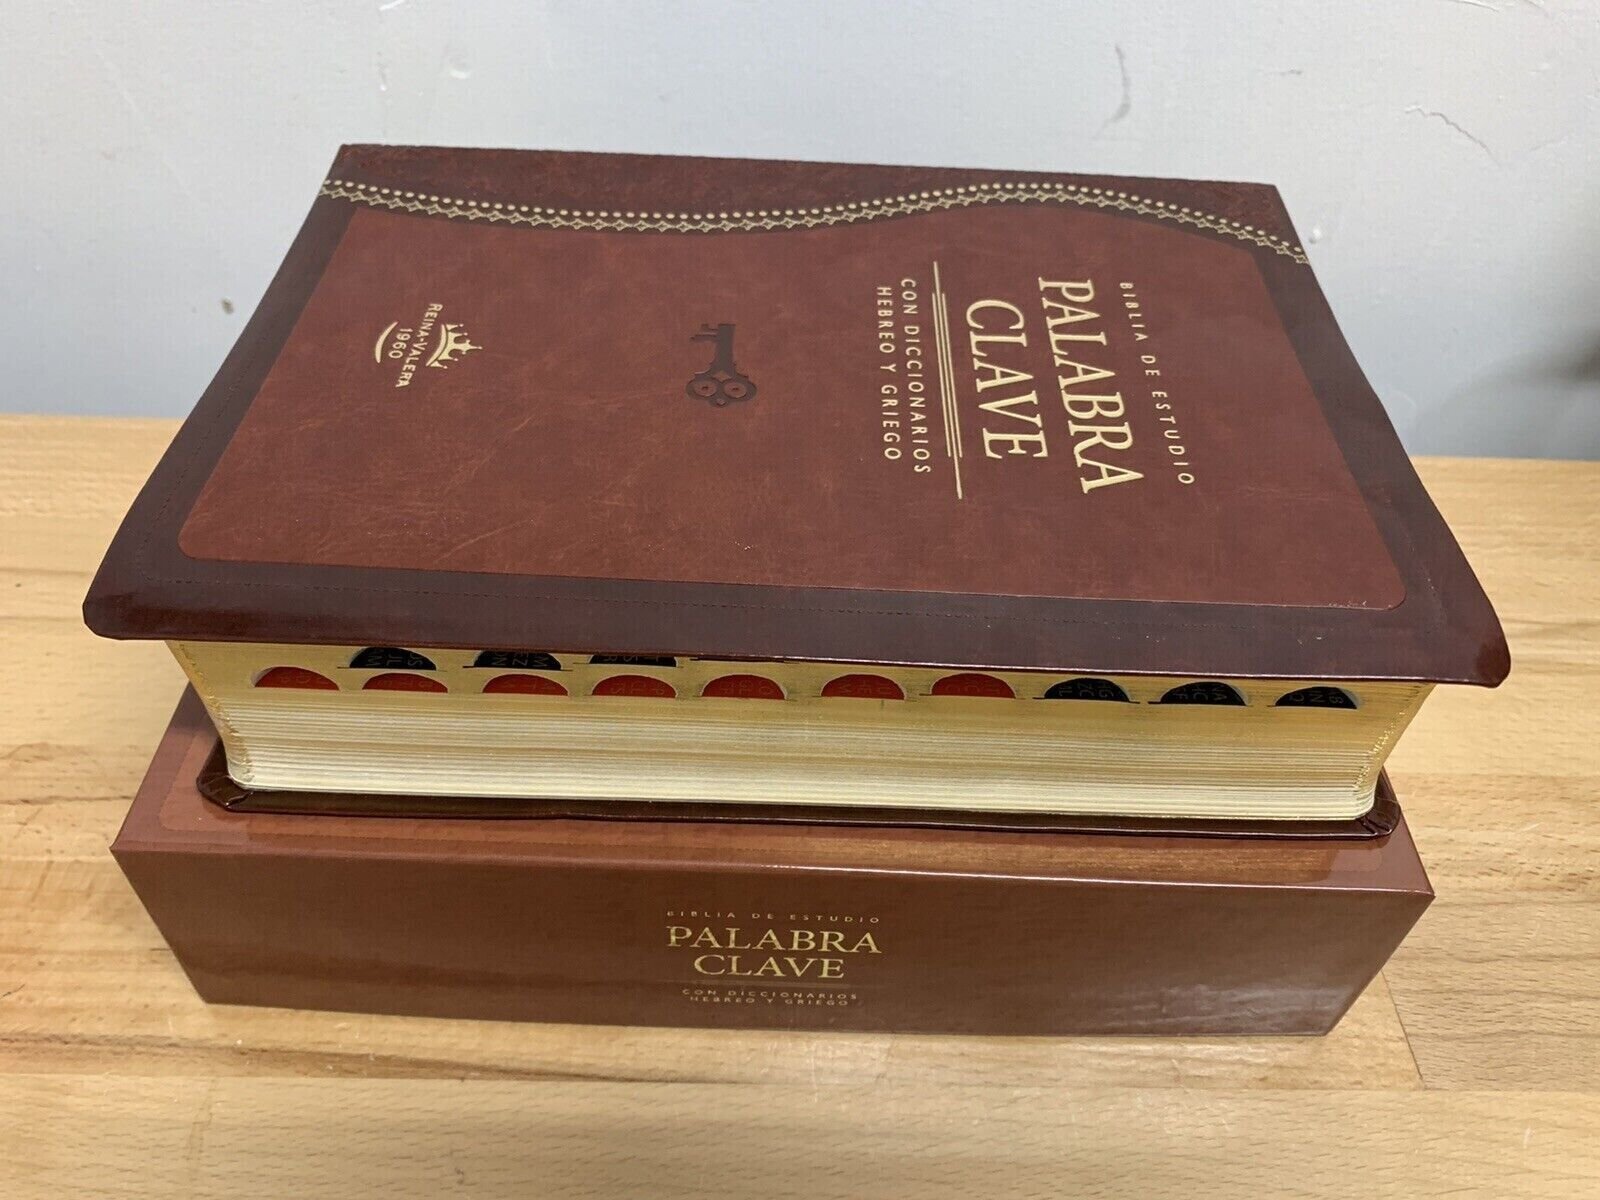 BIBLIA DE ESTUDIO
PALABRA
CLAVE
CON DICCIONARIOS
HEBREO Y GRIEGO
REINA-VALERA
1960
BIBLIA DE ESTUDIO
PALABRA
CLAVE
CON DICCIONARIOS
HEBREO Y GRIEGO